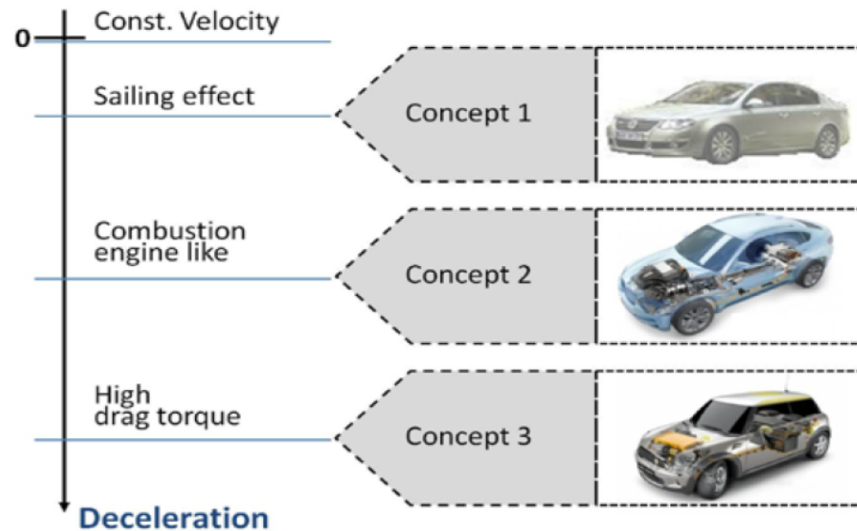 Const. Velocity
0
Sailing effect
Concept 1
Combustion
engine like
Concept 2
High
drag torque
Concept 3
Deceleration